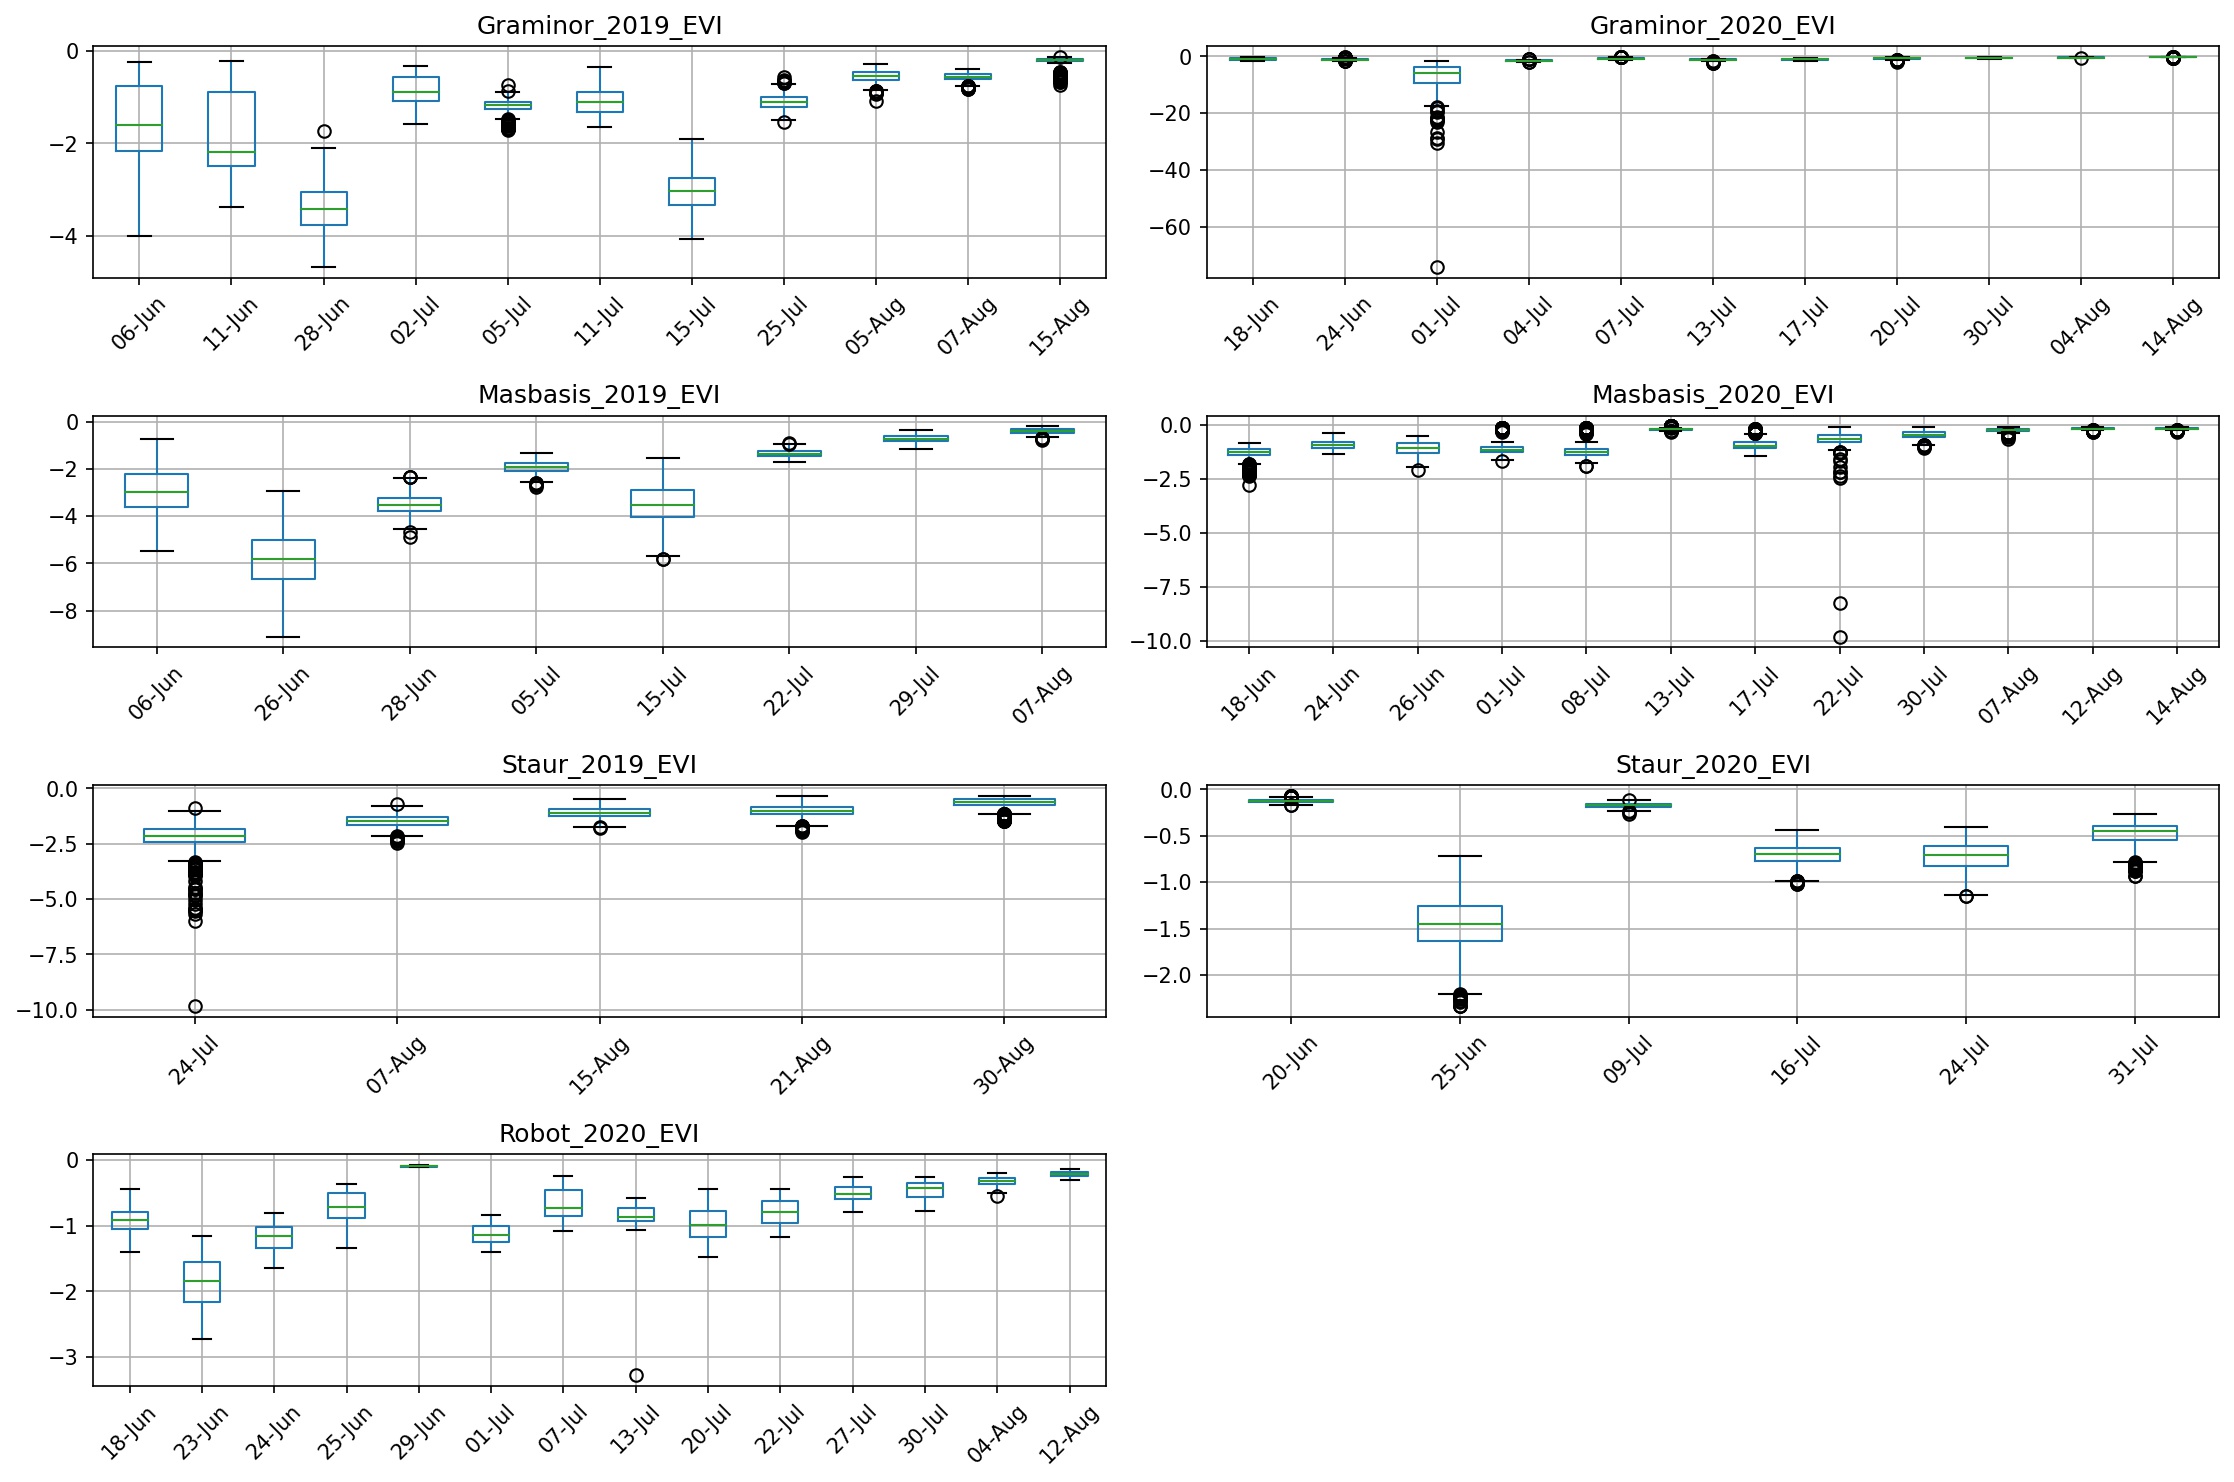 Graminor_2019_EVI
0
−2
−4
06-Jun 11-Jun 28-Jun 02-Jul 05-Jul 11-Jul 15-Jul 25-Jul 05-Aug 07-Aug 15-Aug
Graminor_2020_EVI
0
−20
−40
−60
18-Jun 24-Jun 01-Jul 04-Jul 07-Jul 13-Jul 17-Jul 20-Jul 30-Jul 04-Aug 14-Aug
Masbasis_2019_EVI
0
−2
−4
−6
−8
06-Jun 26-Jun 28-Jun 05-Jul 15-Jul 22-Jul 29-Jul 07-Aug
Masbasis_2020_EVI
0.0
−2.5
−5.0
−7.5
−10.0
18-Jun 24-Jun 26-Jun 01-Jul 08-Jul 13-Jul 17-Jul 22-Jul 30-Jul 07-Aug 12-Aug 14-Aug
Staur_2019_EVI
0.0
−2.5
−5.0
−7.5
−10.0
24-Jul 07-Aug 15-Aug 21-Aug 30-Aug
Staur_2020_EVI
0.0
−0.5
−1.0
−1.5
−2.0
20-Jun 25-Jun 09-Jul 16-Jul 24-Jul 31-Jul
Robot_2020_EVI
0
−1
−2
−3
18-Jun 23-Jun 24-Jun 25-Jun 29-Jun 01-Jul 07-Jul 13-Jul 20-Jul 22-Jul 27-Jul 30-Jul 04-Aug 12-Aug